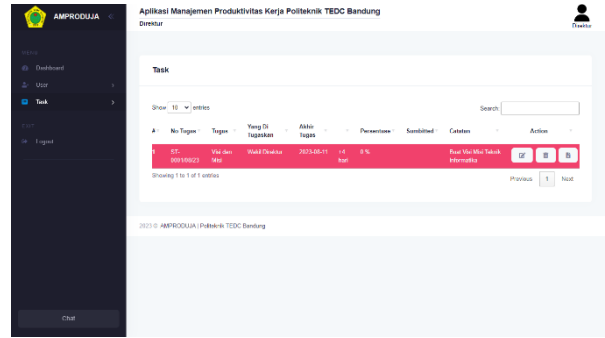 AMPRODUJA
Aplikasi Manajemen Produktivitas Kerja Politeknik TEDC Bandung
Direktur
Direktur
MENU
Dashboard
User
Task
Logout
Chat
Task
Show 10 entries
Search:
# No Tugas Tugas Yang Di Tugaskan Akhir Tugas Persentase Sumbitted Catatan Action
1 ST-0001/08/23 Visi dan Misi Wakil Direktur 2023-08-11 +4 hari 0 % Buat Visi Misi Teknik Informatika
Showing 1 to 1 of 1 entries
Previous 1 Next
2023 © AMPRODUJA | Politeknik TEDC Bandung